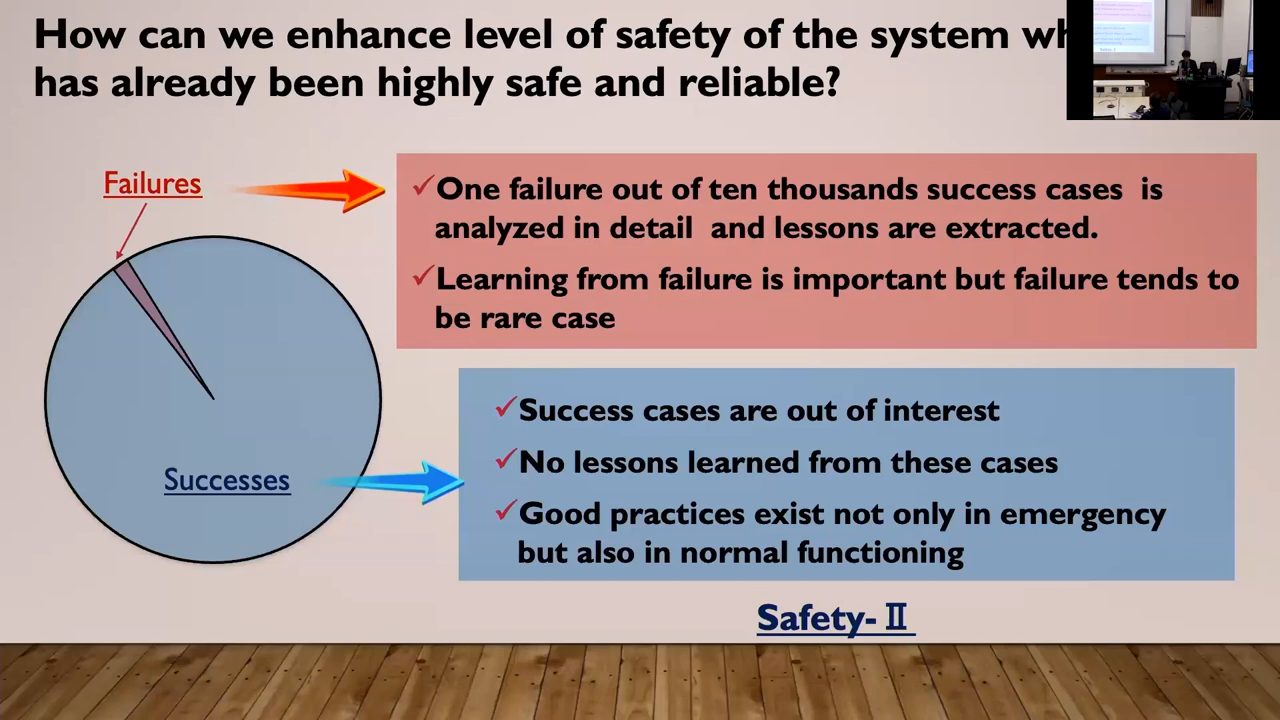 How can we enhance level of safety of the system
has already been highly safe and reliable?
Failures
✓One failure out of ten thousands success cases is
analyzed in detail and lessons are extracted.
✓Learning from failure is important but failure tends to
be rare case
✓Success cases are out of interest
✓No lessons learned from these cases
Successes
✓Good practices exist not only in emergency
but also in normal functioning
Safety-Ⅱ